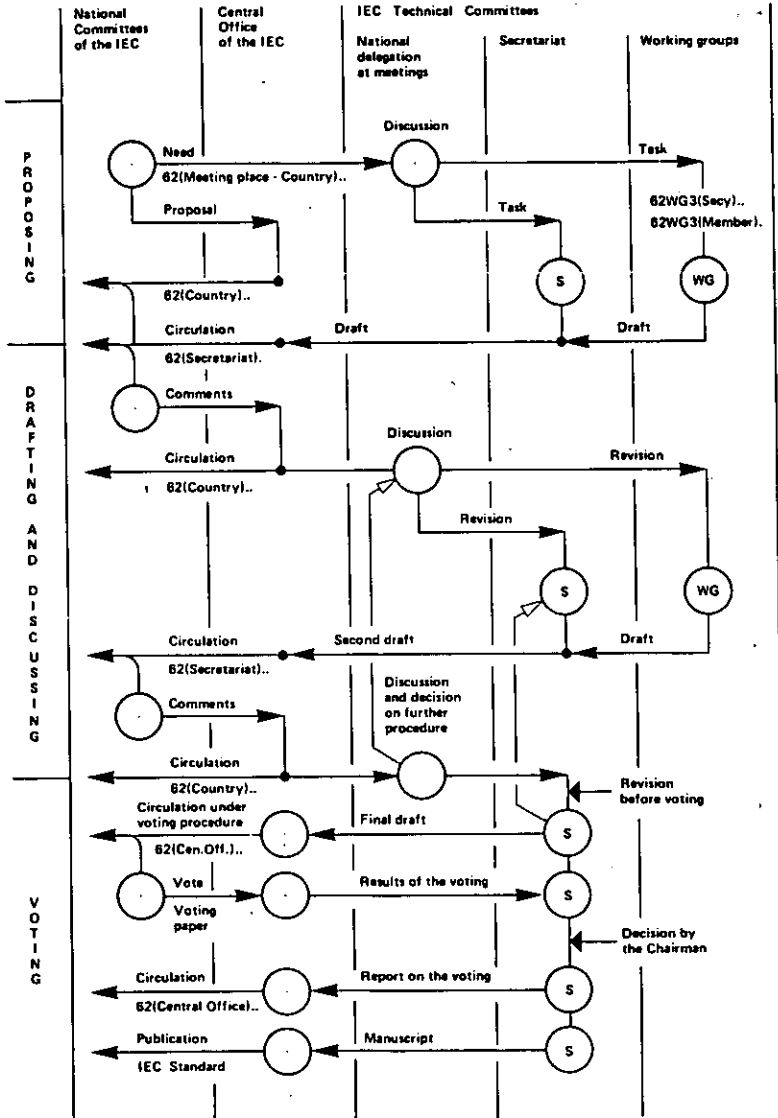 National
Committees
of the IEC
Central
Office
of the IEC
IEC Technical Committees
National
delegation
at meetings
Secretariat
Working groups
PROPOSING
Discussion
Need
Task
62(Meeting place - Country)..
62WG3(Secy)..
62WG3(Member).
Proposal
Task
S
WG
62(Country)..
Circulation
Draft
Draft
62(Secretariat).
DRAFTING AND DISCUSSING
Comments
Discussion
Circulation
Revision
62(Country)..
Revision
S
WG
Circulation
Second draft
Draft
62(Secretariat)..
Discussion
and decision
on further
procedure
Comments
Circulation
62(Country)..
Revision
before voting
VOTING
Circulation under
voting procedure
Final draft
62(Cen.Off.)..
S
Vote
Results of the voting
Voting
paper
S
Decision by
the Chairman
Circulation
Report on the voting
62(Central Office)..
S
Publication
Manuscript
IEC Standard
S